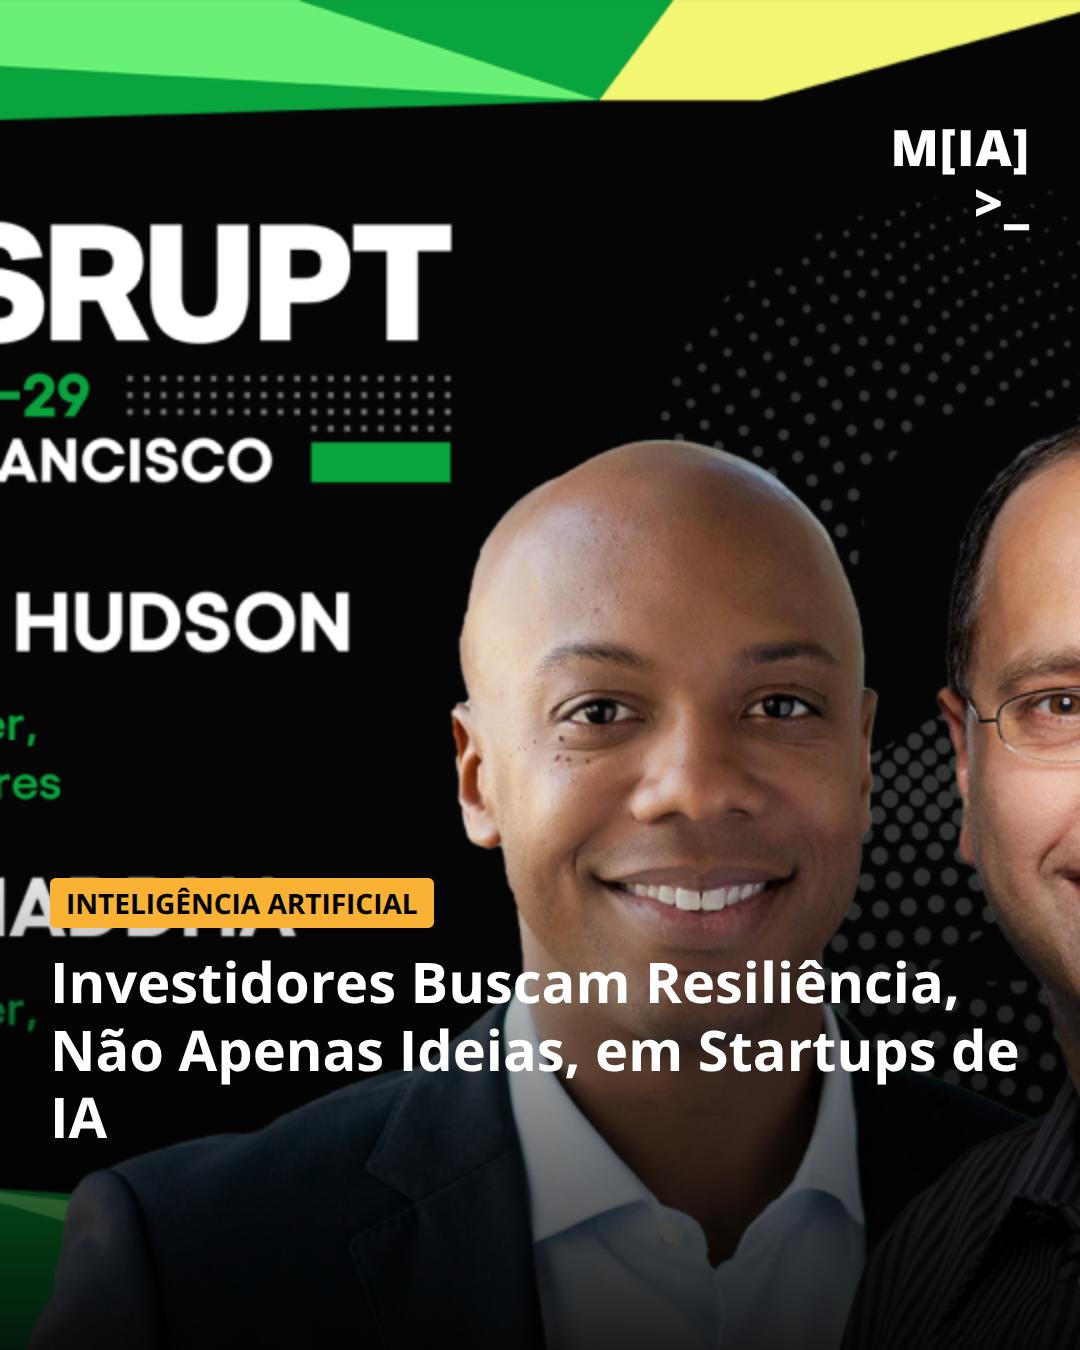 M[IA]
>_
SRUPT
–29
ANCISCO
HUDSON
er,
res
INTELIGÊNCIA ARTIFICIAL
er,
Investidores Buscam Resiliência,
Não Apenas Ideias, em Startups de
IA